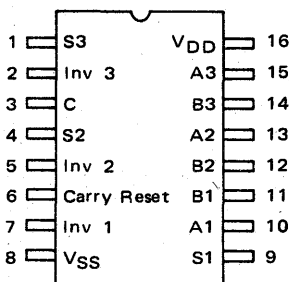 1 S3 VDD 16
2 Inv 3 A3 15
3 C B3 14
4 S2 A2 13
5 Inv 2 B2 12
6 Carry Reset B1 11
7 Inv 1 A1 10
8 VSS S1 9